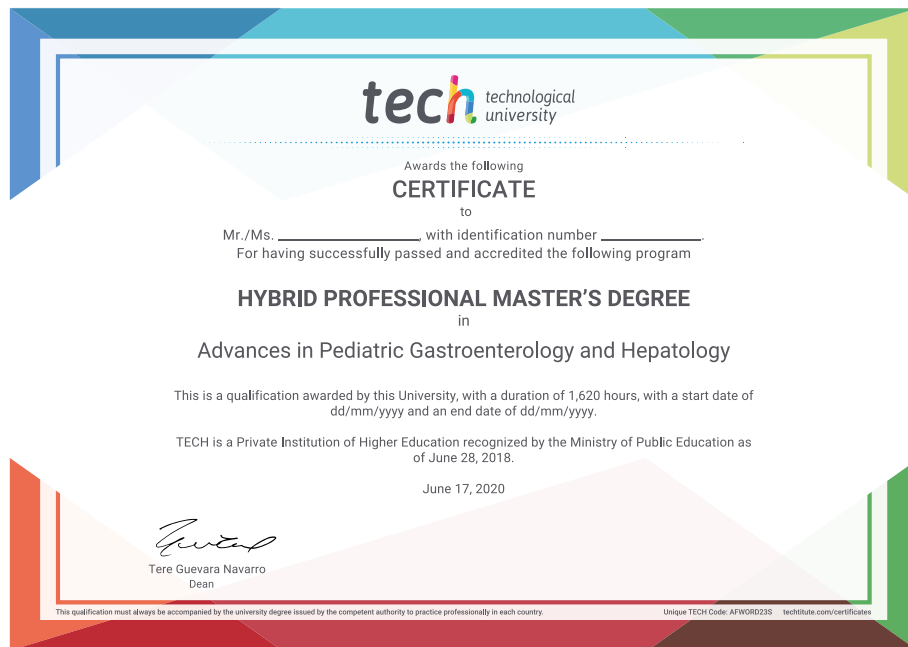 tech technological
university
Awards the following
CERTIFICATE
to
Mr./Ms. ____________________, with identification number ______________.
For having successfully passed and accredited the following program
HYBRID PROFESSIONAL MASTER'S DEGREE
in
Advances in Pediatric Gastroenterology and Hepatology
This is a qualification awarded by this University, with a duration of 1,620 hours, with a start date of
dd/mm/yyyy and an end date of dd/mm/yyyy.
TECH is a Private Institution of Higher Education recognized by the Ministry of Public Education as
of June 28, 2018.
June 17, 2020
Tere Guevara Navarro
Dean
This qualification must always be accompanied by the university degree issued by the competent authority to practice professionally in each country.
Unique TECH Code: AFWORD23S techtitute.com/certificates